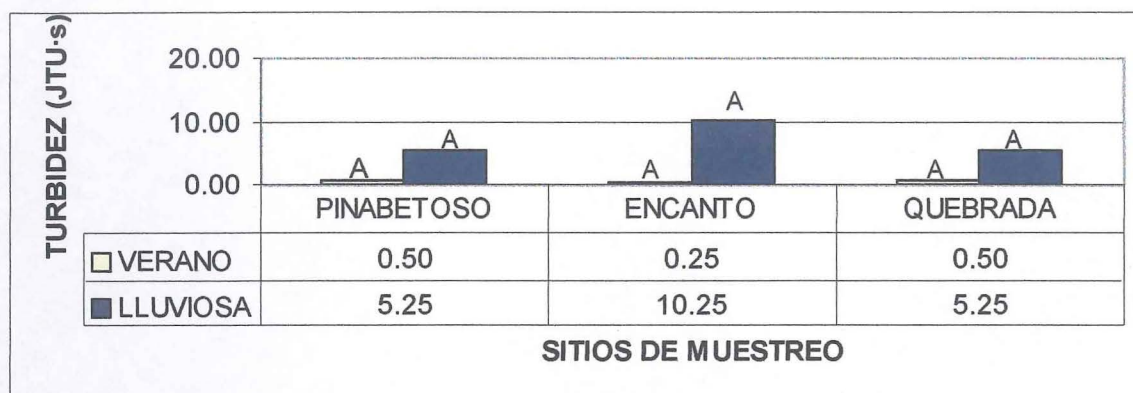 TURBIDEZ (JTU·s)
20.00
10.00
0.00
A A A A A A
PINABETOSO ENCANTO QUEBRADA
VERANO 0.50 0.25 0.50
LLUVIOSA 5.25 10.25 5.25
SITIOS DE MUESTREO